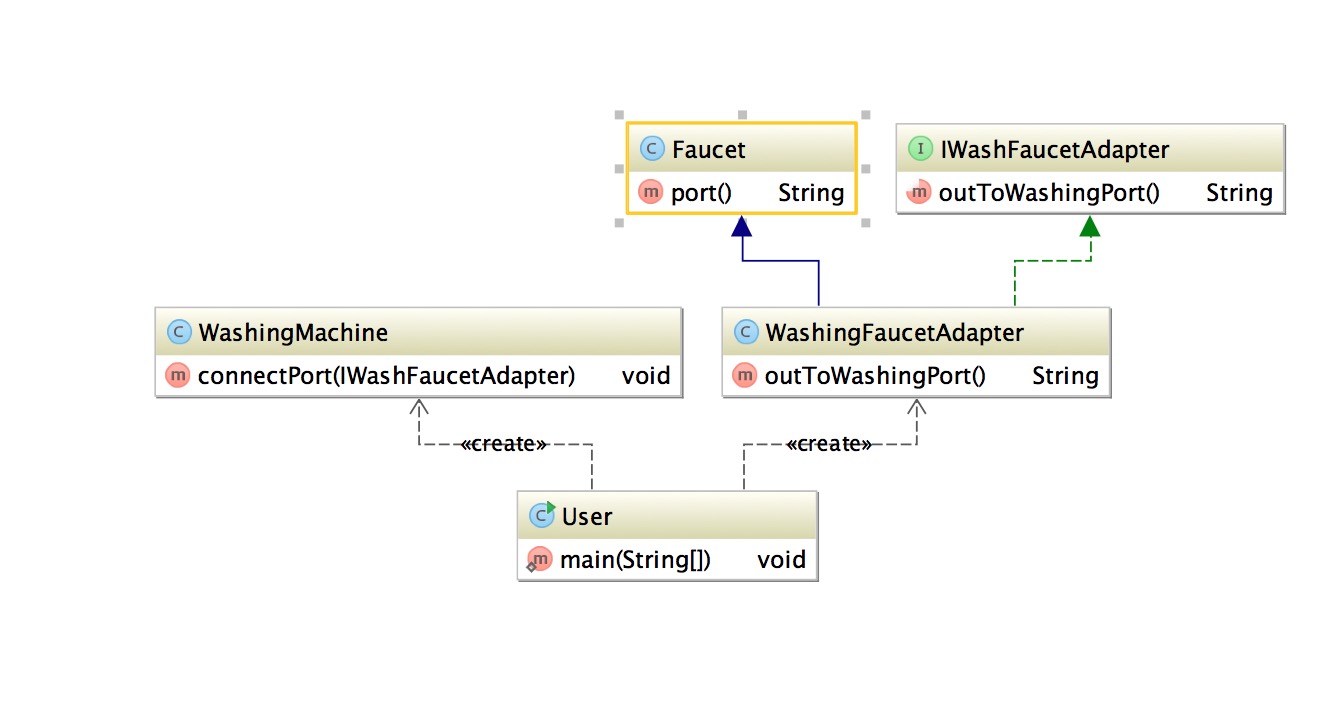 C Faucet
m port() String
I IWashFaucetAdapter
m outToWashingPort() String
C WashingMachine
m connectPort(IWashFaucetAdapter) void
C WashingFaucetAdapter
m outToWashingPort() String
«create»
«create»
C User
m main(String[]) void